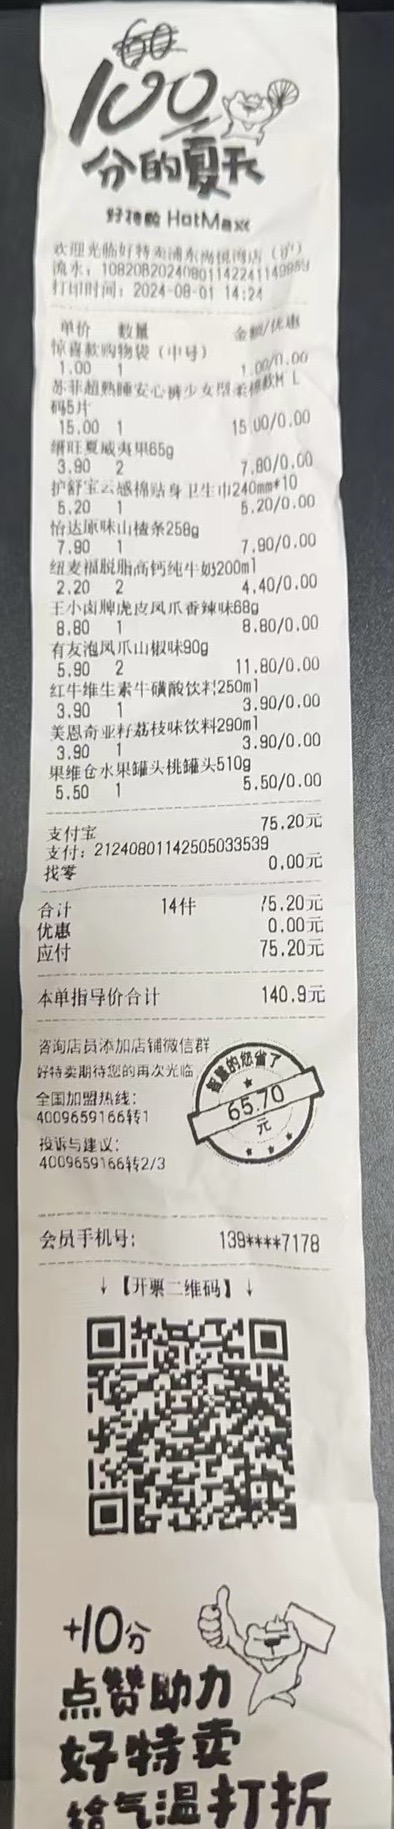 60
100
分的夏天
好特卖 HotMaxx
欢迎光临好特卖浦东尚悦湾店（沪）
流水：
打印时间：2024-08-01 14:24
单价 数量 金额/优惠
惊喜款购物袋（中号）
1.00 1 1.00/0.00
苏菲超熟睡安心裤少女型柔棉款M L
码5片
15.00 1 15.00/0.00
缙旺夏威夷果65g
3.90 2 7.80/0.00
护舒宝云感棉贴身卫生巾240mm*10
5.20 1 5.20/0.00
怡达原味山楂条258g
7.90 1 7.90/0.00
纽麦福脱脂高钙纯牛奶200ml
2.20 2 4.40/0.00
王小卤牌虎皮凤爪香辣味68g
8.80 1 8.80/0.00
有友泡凤爪山椒味90g
5.90 2 11.80/0.00
红牛维生素牛磺酸饮料250ml
3.90 1 3.90/0.00
美恩奇亚籽荔枝味饮料290ml
3.90 1 3.90/0.00
果维仓水果罐头桃罐头510g
5.50 1 5.50/0.00
支付宝 75.20元
支付：21240801142505033539
找零 0.00元
合计 14件 75.20元
优惠 0.00元
应付 75.20元
本单指导价合计 140.9元
咨询店员添加店铺微信群
好特卖期待您的再次光临
智慧的您省了
65.70
元
全国加盟热线：
4009659166转1
投诉与建议：
4009659166转2/3
会员手机号： 139****7178
↓【开票二维码】↓
+10分
点赞助力
好特卖
给气温打折